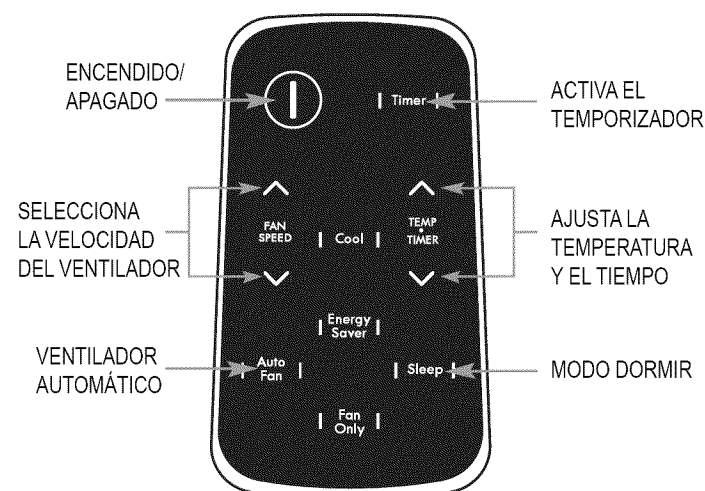 ENCENDIDO/
APAGADO
Timer
ACTIVA EL
TEMPORIZADOR
SELECCIONA
LA VELOCIDAD
DEL VENTILADOR
FAN
SPEED
Cool
TEMP
•
TIMER
AJUSTA LA
TEMPERATURA
Y EL TIEMPO
Energy
Saver
VENTILADOR
AUTOMÁTICO
Auto
Fan
Sleep
MODO DORMIR
Fan
Only